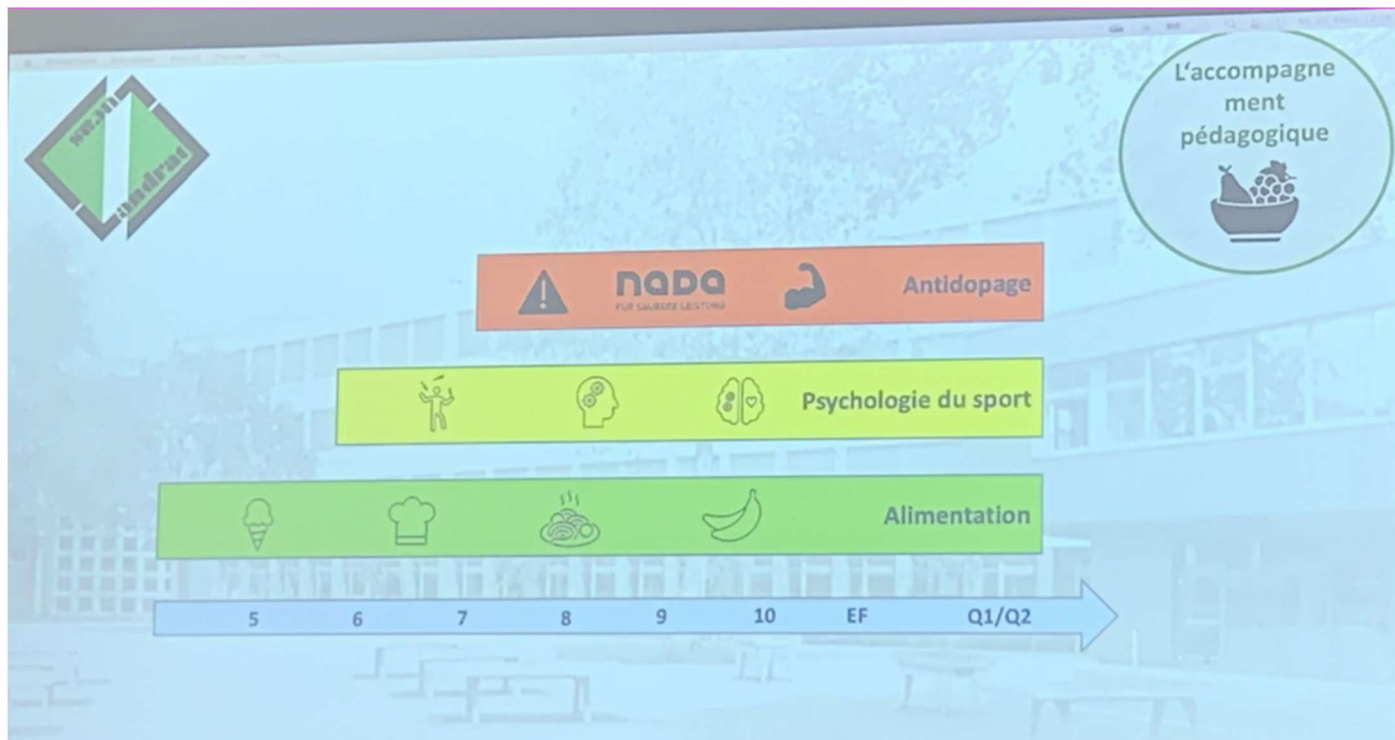 L'accompagne
ment
pédagogique
andrat
nada
FÜR SAUBERE LEISTUNG
Antidopage
Psychologie du sport
Alimentation
5 6 7 8 9 10 EF Q1/Q2